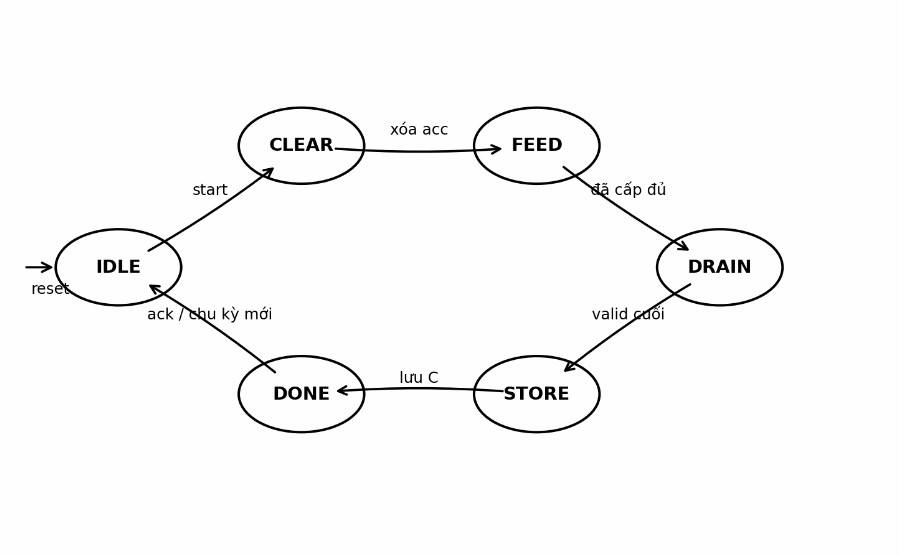 CLEAR
xóa acc
FEED
start
đã cấp đủ
IDLE
DRAIN
reset
ack / chu kỳ mới
valid cuối
DONE
lưu C
STORE